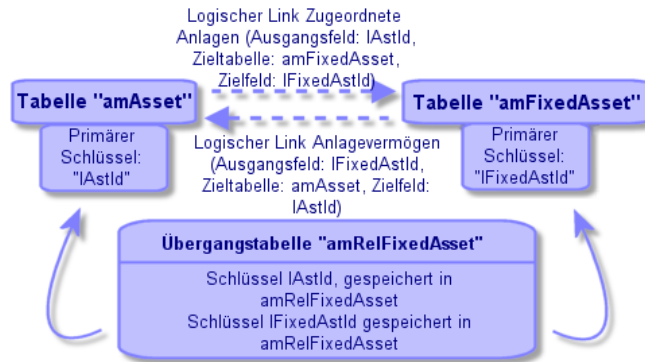 Logischer Link Zugeordnete
Anlagen (Ausgangsfeld: lAstId,
Zieltabelle: amFixedAsset,
Zielfeld: lFixedAstId)
Tabelle "amAsset"
Tabelle "amFixedAsset"
Primärer
Schlüssel:
"lAstId"
Primärer
Schlüssel:
"lFixedAstId"
Logischer Link Anlagevermögen
(Ausgangsfeld: lFixedAstId,
Zieltabelle: amAsset, Zielfeld:
lAstId)
Übergangstabelle "amRelFixedAsset"
Schlüssel lAstId, gespeichert in
amRelFixedAsset
Schlüssel lFixedAstId gespeichert in
amRelFixedAsset